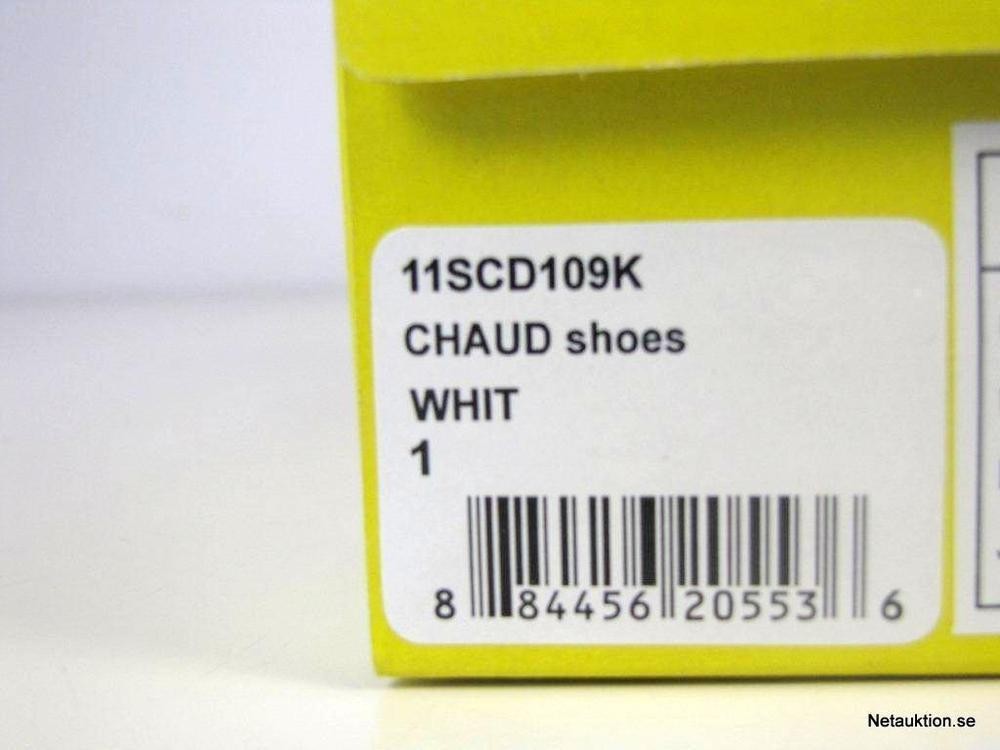 11SCD109K
CHAUD shoes
WHIT
1
8 84456 20553 6
Netauktion.se